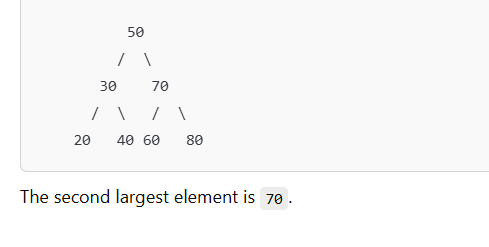 50
/ \
30 70
/ \ / \
20 40 60 80
The second largest element is 70.